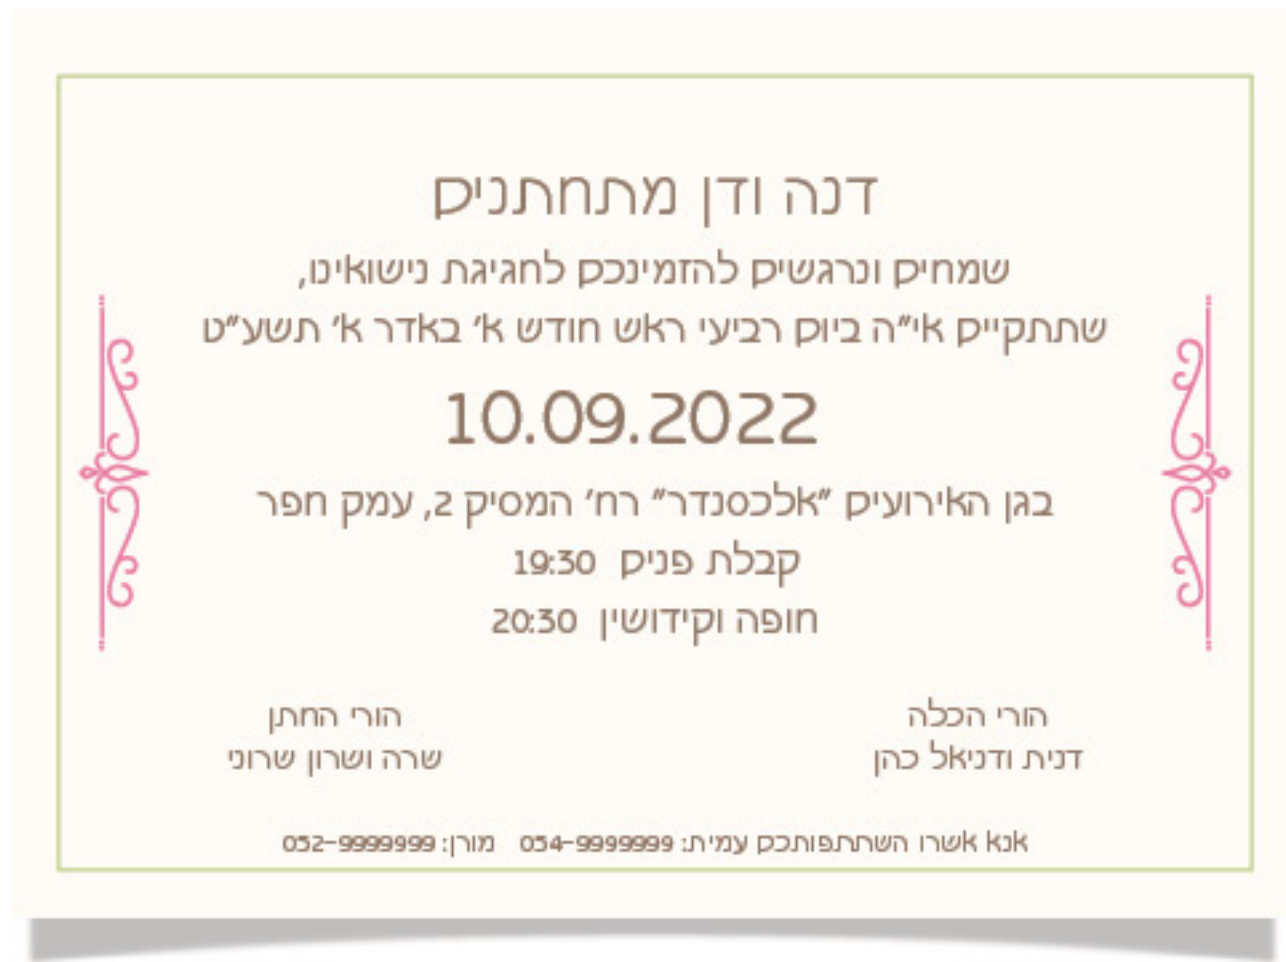 דנה ודן מתחתנים
שמחים ונרגשים להזמינכם לחגיגת נישואינו,
שתתקיים אי״ה ביום רביעי ראש חודש א׳ באדר א׳ תשע״ט
10.09.2022
בגן האירועים ״אלכסנדר״ רח׳ המסיק 2, עמק חפר
קבלת פנים 19:30
חופה וקידושין 20:30
הורי הכלה
דנית ודניאל כהן
הורי החתן
שרה ושרון שרוני
אנא אשרו השתתפותכם עמית: 054-9999999 מורן: 052-9999999